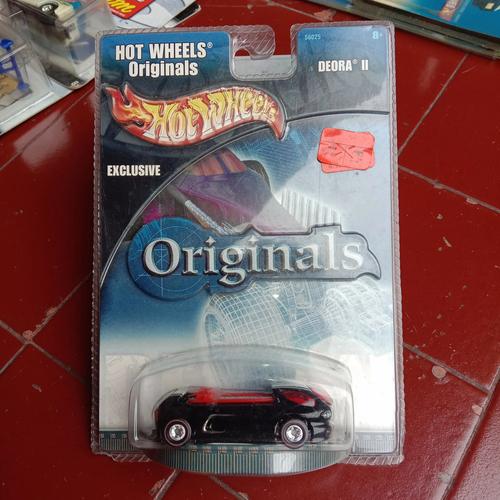 HOT WHEELS®
Originals
56025
8+
DEORA® II
HOT WHEELS
EXCLUSIVE
Originals